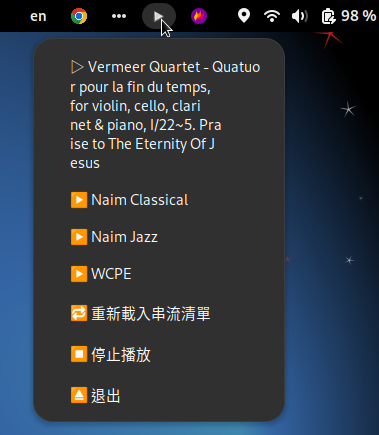 en ••• 98 %
▷ Vermeer Quartet - Quatuo
r pour la fin du temps,
for violin, cello, clari
net & piano, I/22~5. Pra
ise to The Eternity Of J
esus
▶️ Naim Classical
▶️ Naim Jazz
▶️ WCPE
🔁 重新載入串流清單
⏹️ 停止播放
⏏️ 退出